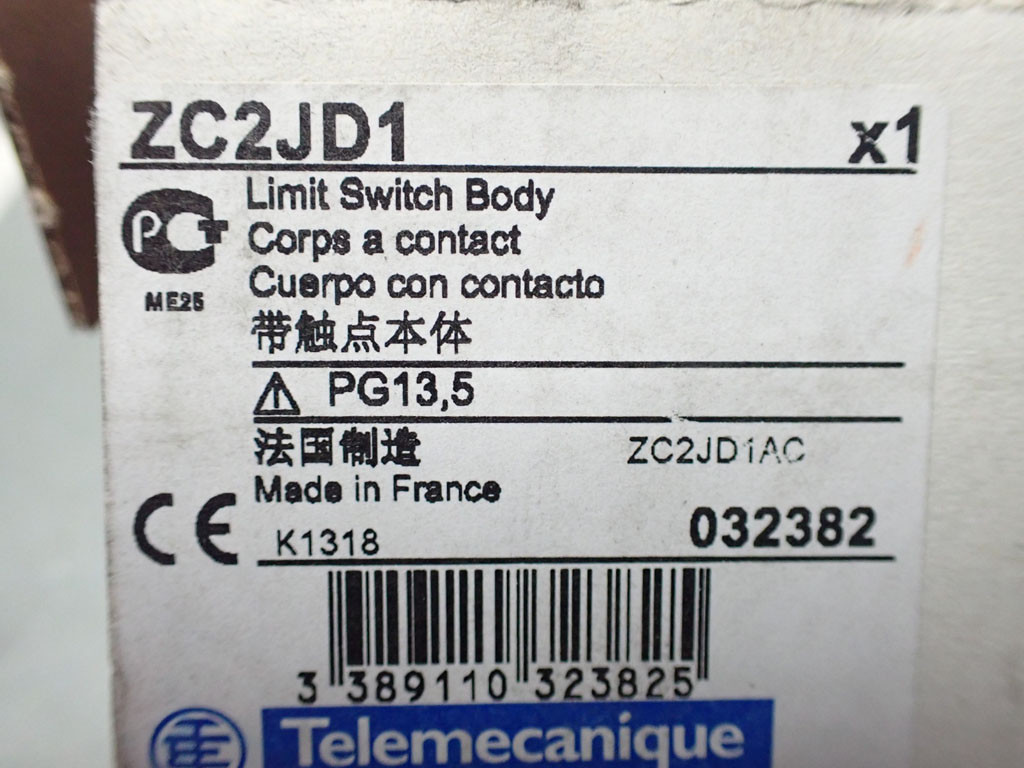 ZC2JD1 x1
Limit Switch Body
Corps a contact
Cuerpo con contacto
ME25
带触点本体
PG13,5
法国制造 ZC2JD1AC
Made in France
CE K1318 032382
3 389110 323825
Telemecanique